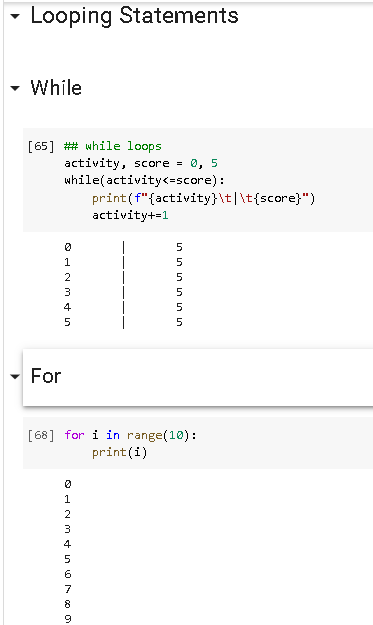 Looping Statements
While
[65] ## while loops
activity, score = 0, 5
while(activity<=score):
    print(f"{activity}\t|\t{score}")
    activity+=1
0	|	5
1	|	5
2	|	5
3	|	5
4	|	5
5	|	5
For
[68] for i in range(10):
    print(i)
0
1
2
3
4
5
6
7
8
9